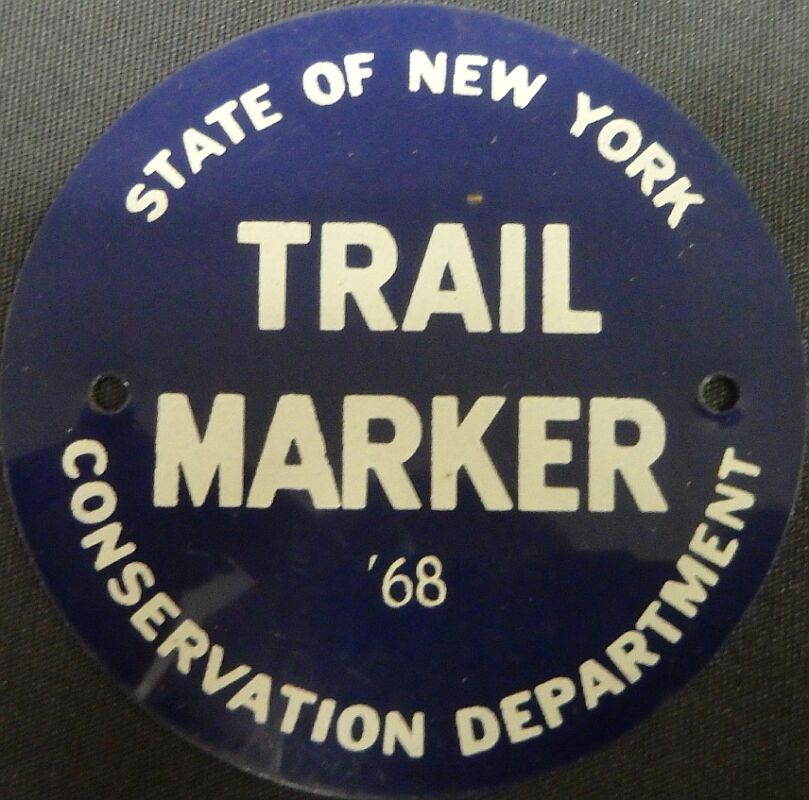 STATE OF NEW YORK
TRAIL
MARKER
'68
CONSERVATION DEPARTMENT